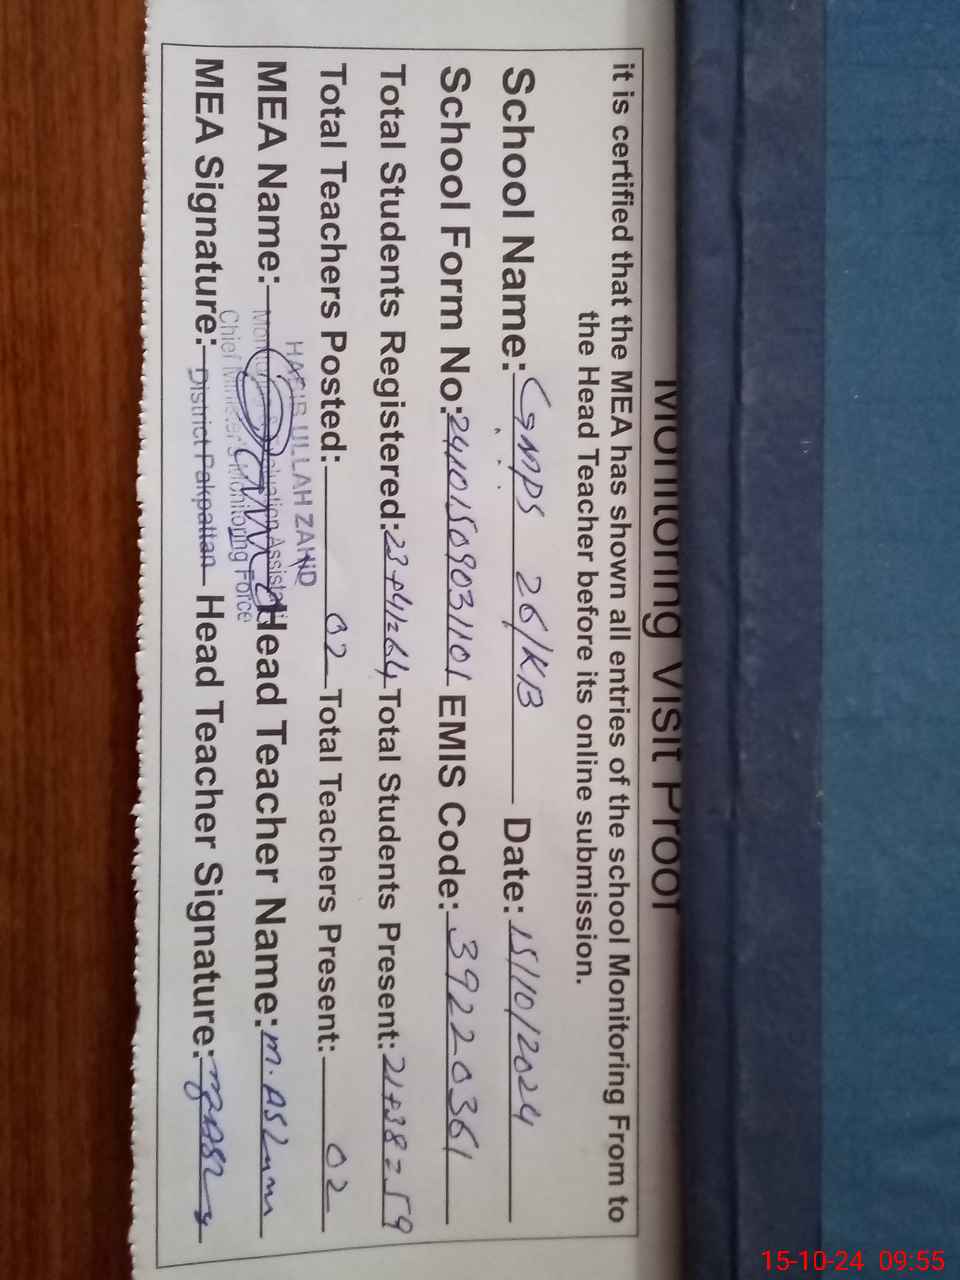 Monitoring Visit Proof
it is certified that the MEA has shown all entries of the school Monitoring From to
the Head Teacher before its online submission.
School Name: GMPS 26/KB Date: 15/10/2024
School Form No: 24101509031101 EMIS Code: 39220361
Total Students Registered: 23+41=64 Total Students Present: 21+38=59
Total Teachers Posted: 02 Total Teachers Present: 02
HABIB ULLAH ZAHID
MEA Name: Head Teacher Name: M. ASLam
Monitoring & Evaluation Assistant
Chief Minister's Monitoring Force
MEA Signature: District Pakpattan Head Teacher Signature:
15-10-24 09:55